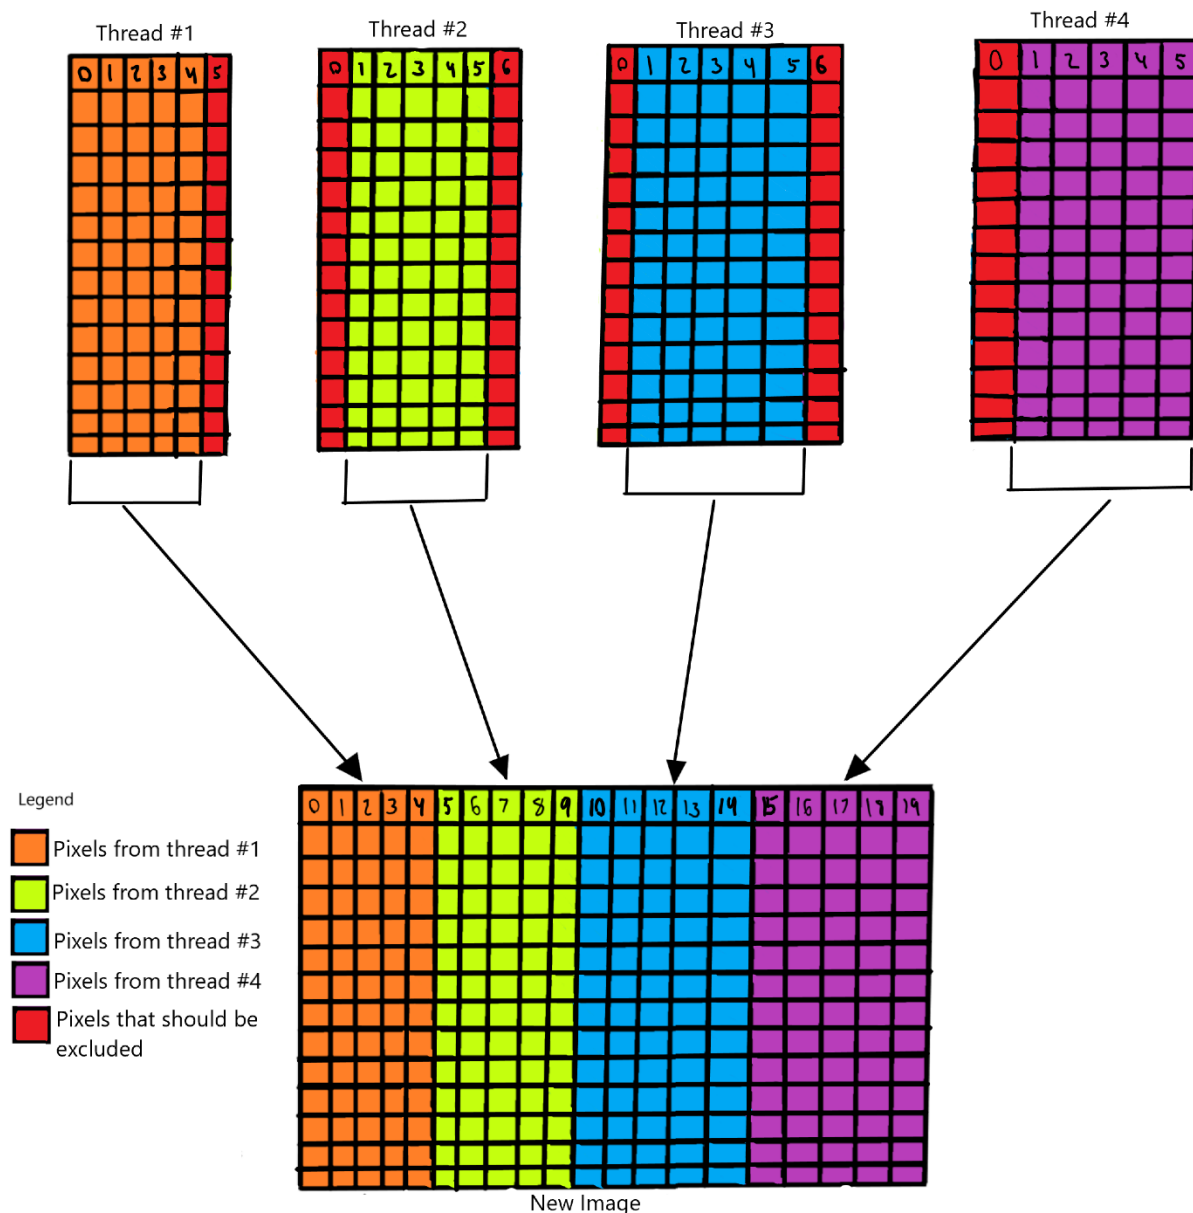 Thread #1
Thread #2
Thread #3
Thread #4
0 1 2 3 4 5
0 1 2 3 4 5 6
0 1 2 3 4 5 6
0 1 2 3 4 5
Legend
Pixels from thread #1
Pixels from thread #2
Pixels from thread #3
Pixels from thread #4
Pixels that should be
excluded
0 1 2 3 4 5 6 7 8 9 10 11 12 13 14 15 16 17 18 19
New Image